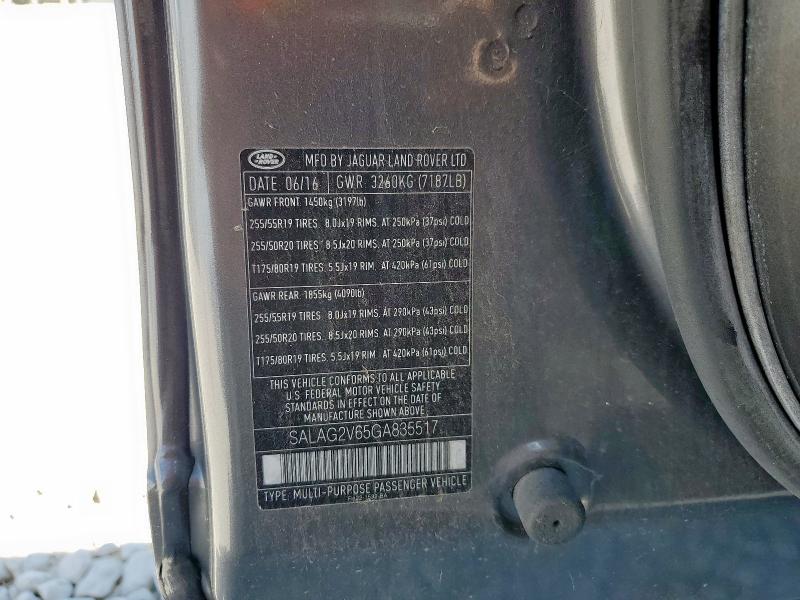 LAND ROVER
MFD BY JAGUAR LAND ROVER LTD
DATE 06/16 GWR 3260KG (7187LB)
GAWR FRONT 1450kg (3197lb)
255/55R19 TIRES 8.0Jx19 RIMS. AT 250kPa (37psi) COLD
255/50R20 TIRES 8.5Jx20 RIMS. AT 250kPa (37psi) COLD
T175/80R19 TIRES. 5.5Jx19 RIM. AT 420kPa (61psi) COLD
GAWR REAR 1855kg (4090lb)
255/55R19 TIRES 8.0Jx19 RIMS. AT 290kPa (43psi) COLD
255/50R20 TIRES 8.5Jx20 RIMS. AT 290kPa (43psi) COLD
T175/80R19 TIRES. 5.5Jx19 RIM AT 420kPa (61psi) COLD
THIS VEHICLE CONFORMS TO ALL APPLICABLE
U.S. FEDERAL MOTOR VEHICLE SAFETY
STANDARDS IN EFFECT ON THE DATE OF
MANUFACTURE SHOWN ABOVE
SALAG2V65GA835517
TYPE: MULTI-PURPOSE PASSENGER VEHICLE